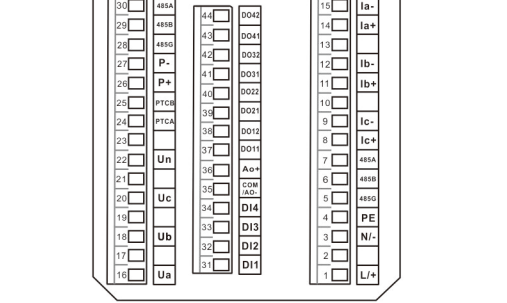 30 485A
29 485B
28 485G
27 P-
26 P+
25 PTCB
24 PTCA
23
22 Un
21
20 Uc
19
18 Ub
17
16 Ua
44 DO42
43 DO41
42 DO32
41 DO31
40 DO22
39 DO21
38 DO12
37 DO11
36 Ao+
35 COM
/AO-
34 DI4
33 DI3
32 DI2
31 DI1
15 Ia-
14 Ia+
13
12 Ib-
11 Ib+
10
9 Ic-
8 Ic+
7 485A
6 485B
5 485G
4 PE
3 N/-
2
1 L/+